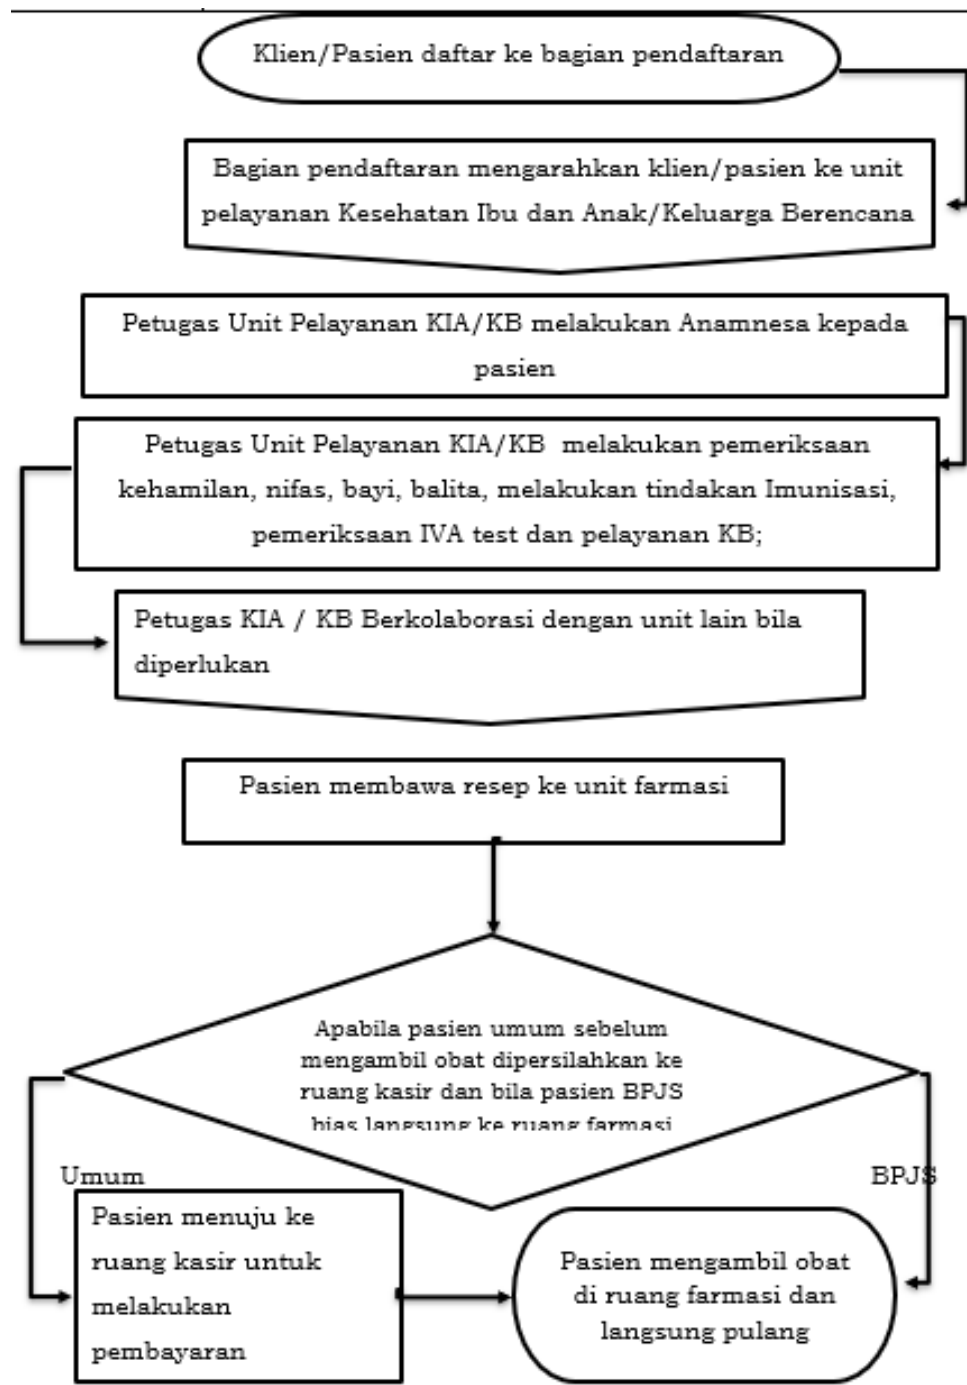 Klien/Pasien daftar ke bagian pendaftaran
Bagian pendaftaran mengarahkan klien/pasien ke unit
pelayanan Kesehatan Ibu dan Anak/Keluarga Berencana
Petugas Unit Pelayanan KIA/KB melakukan Anamnesa kepada
pasien
Petugas Unit Pelayanan KIA/KB melakukan pemeriksaan
kehamilan, nifas, bayi, balita, melakukan tindakan Imunisasi,
pemeriksaan IVA test dan pelayanan KB;
Petugas KIA / KB Berkolaborasi dengan unit lain bila
diperlukan
Pasien membawa resep ke unit farmasi
Apabila pasien umum sebelum
mengambil obat dipersilahkan ke
ruang kasir dan bila pasien BPJS
bias langsung ke ruang farmasi
Umum
BPJS
Pasien menuju ke
ruang kasir untuk
melakukan
pembayaran
Pasien mengambil obat
di ruang farmasi dan
langsung pulang